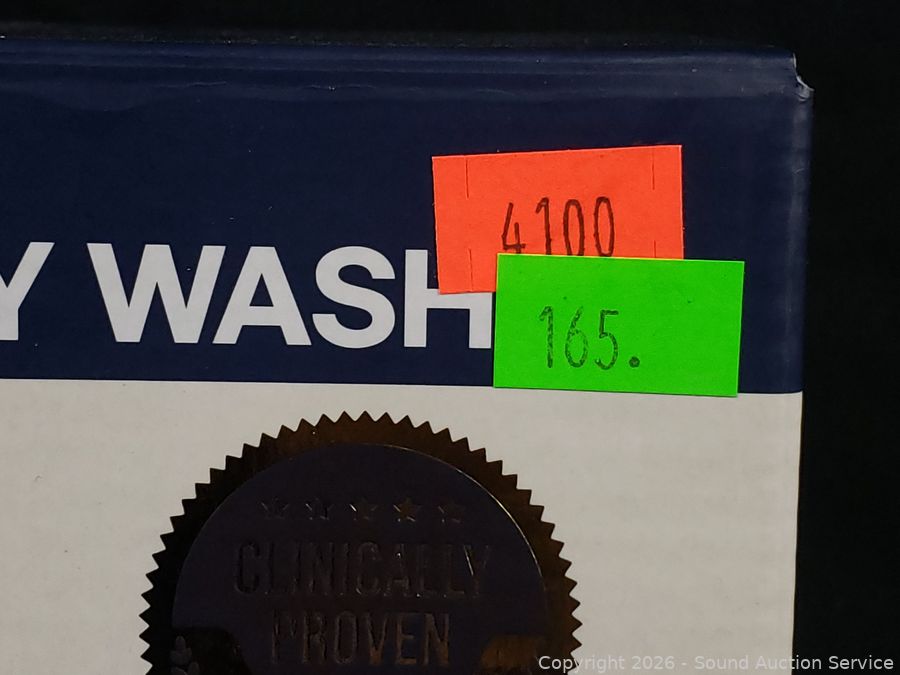 4100
165.
Y WASH
CLINICALLY
PROVEN
Copyright 2026 - Sound Auction Service